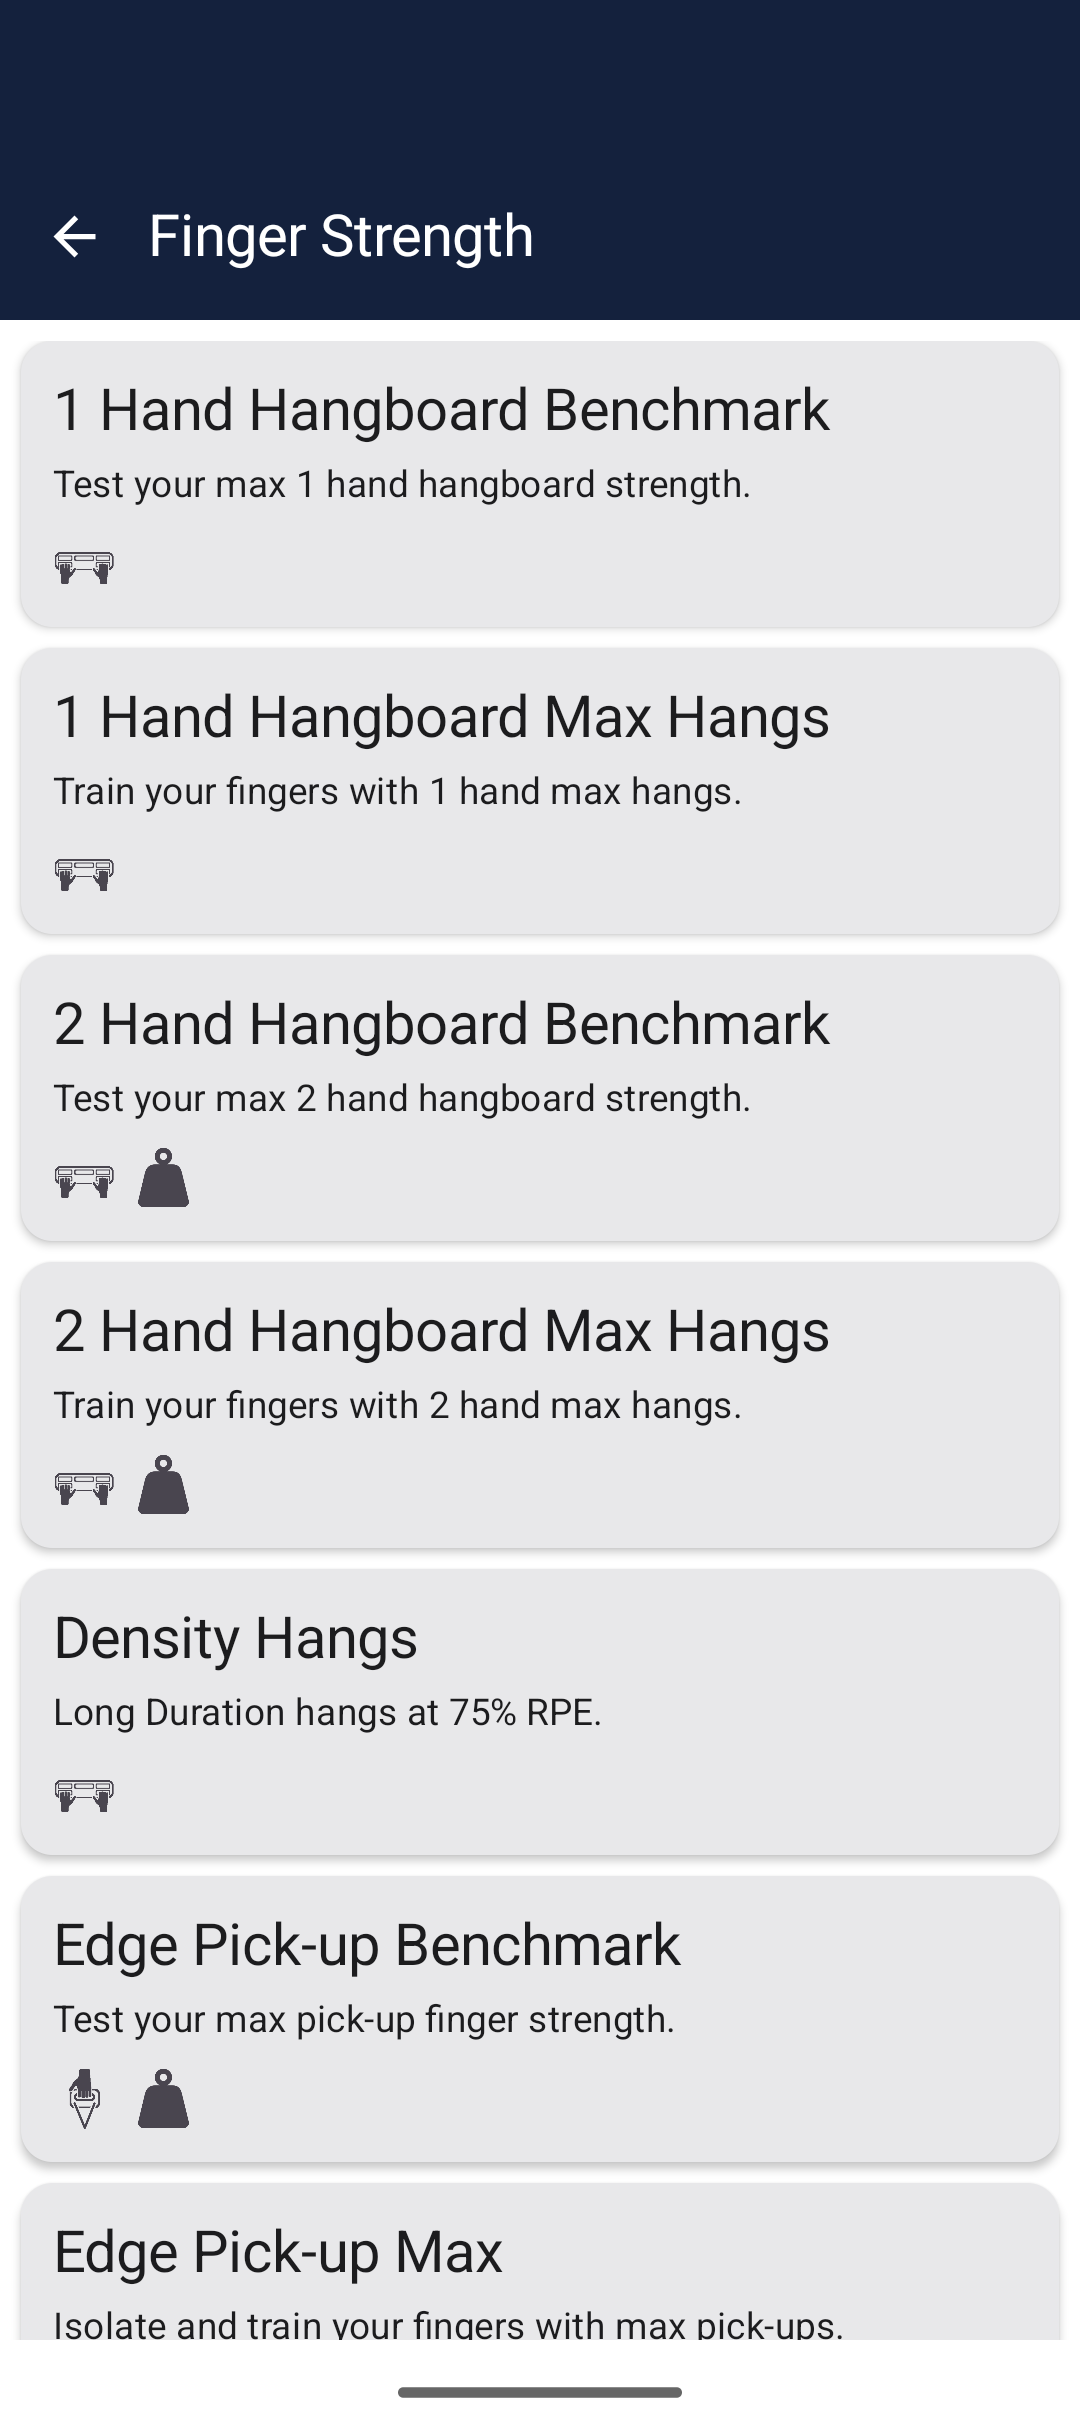 Finger Strength
1 Hand Hangboard Benchmark
Test your max 1 hand hangboard strength.
1 Hand Hangboard Max Hangs
Train your fingers with 1 hand max hangs.
2 Hand Hangboard Benchmark
Test your max 2 hand hangboard strength.
2 Hand Hangboard Max Hangs
Train your fingers with 2 hand max hangs.
Density Hangs
Long Duration hangs at 75% RPE.
Edge Pick-up Benchmark
Test your max pick-up finger strength.
Edge Pick-up Max
Isolate and train your fingers with max pick-ups.